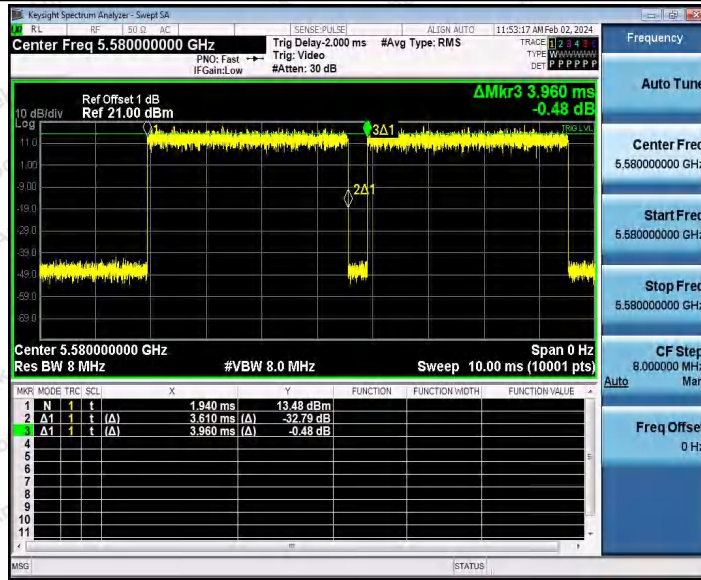 Keysight Spectrum Analyzer - Swept SA
RL RF 50 Ω AC SENSE:PULSE ALIGN AUTO 11:53:17 AM Feb 02, 2024
Center Freq 5.580000000 GHz
PNO: Fast
IFGain:Low
Trig Delay-2.000 ms
Trig: Video
#Atten: 30 dB
#Avg Type: RMS
TRACE 1 2 3 4 5 6
TYPE WWWWWW
DET P P P P P P
ΔMkr3 3.960 ms
-0.48 dB
Ref Offset 1 dB
10 dB/div Ref 21.00 dBm
Log
TRIG LVL
1
3Δ1
2Δ1
11.0
1.00
-9.00
-19.0
-29.0
-39.0
-49.0
-59.0
-69.0
Center 5.580000000 GHz Span 0 Hz
Res BW 8 MHz #VBW 8.0 MHz Sweep 10.00 ms (10001 pts)
MKR MODE TRC SCL X Y FUNCTION FUNCTION WIDTH FUNCTION VALUE
1 N 1 t 1.940 ms 13.48 dBm
2 Δ1 1 t (Δ) 3.610 ms (Δ) -32.79 dB
3 Δ1 1 t (Δ) 3.960 ms (Δ) -0.48 dB
4
5
6
7
8
9
10
11
MSG STATUS
Frequency
Auto Tune
Center Freq
5.580000000 GHz
Start Freq
5.580000000 GHz
Stop Freq
5.580000000 GHz
CF Step
8.000000 MHz
Auto Man
Freq Offset
0 Hz